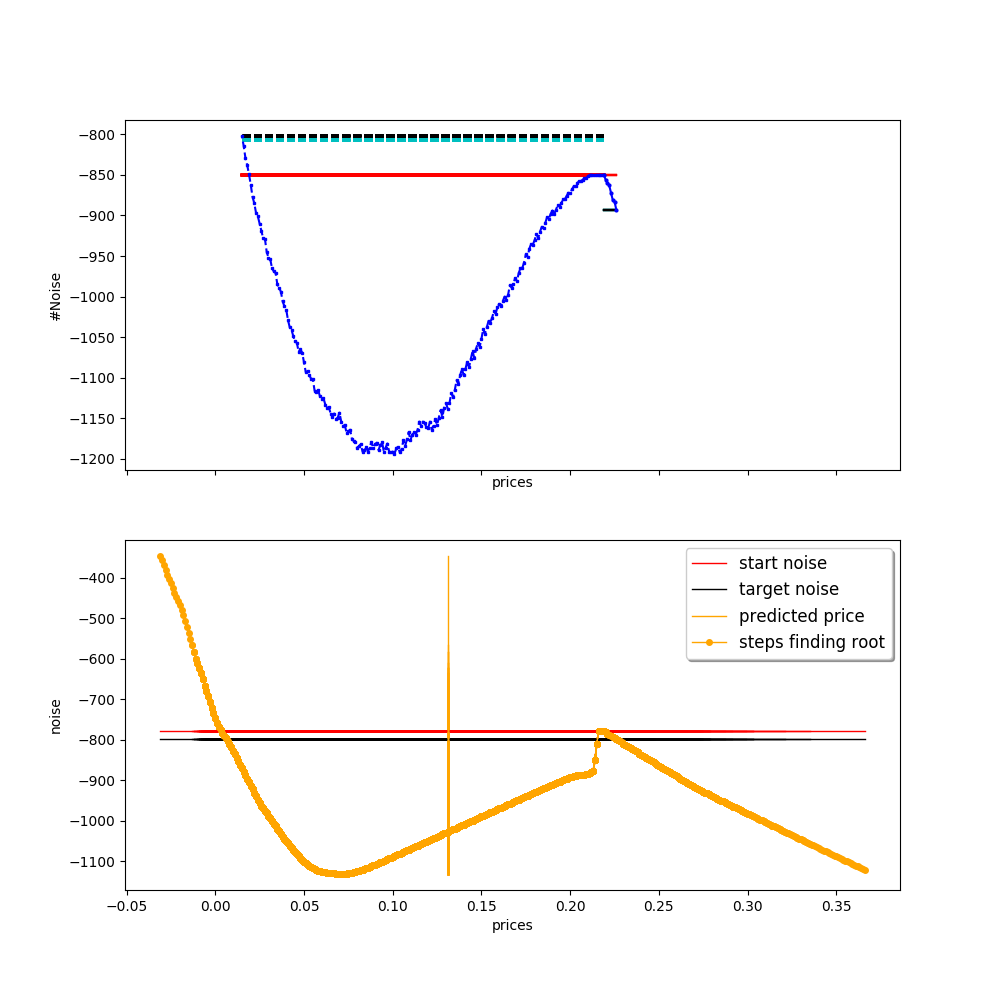 −800
−850
−900
−950
−1000
−1050
−1100
−1150
−1200
#Noise
prices
−400
−500
−600
−700
−800
−900
−1000
−1100
noise
start noise
target noise
predicted price
steps finding root
−0.05 0.00 0.05 0.10 0.15 0.20 0.25 0.30 0.35
prices